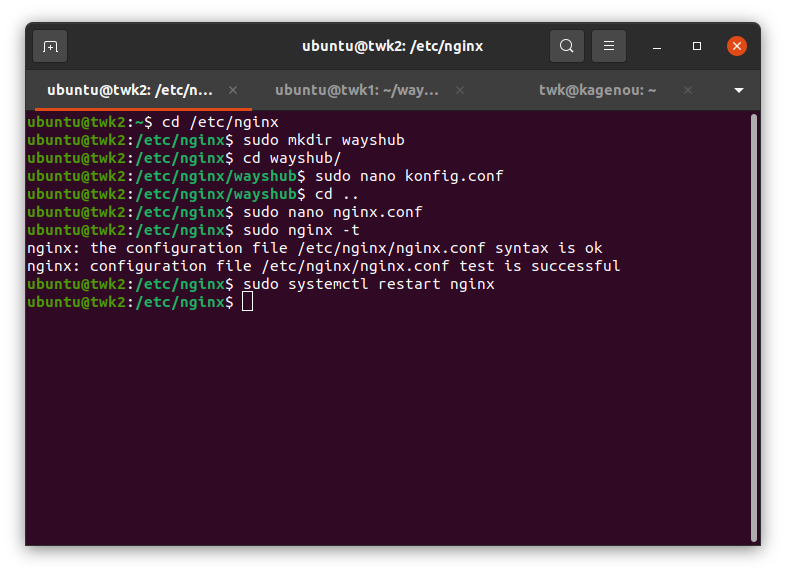 ubuntu@twk2: /etc/nginx
ubuntu@twk2: /etc/n... ubuntu@twk1: ~/way... twk@kagenou: ~
ubuntu@twk2:~$ cd /etc/nginx
ubuntu@twk2:/etc/nginx$ sudo mkdir wayshub
ubuntu@twk2:/etc/nginx$ cd wayshub/
ubuntu@twk2:/etc/nginx/wayshub$ sudo nano konfig.conf
ubuntu@twk2:/etc/nginx/wayshub$ cd ..
ubuntu@twk2:/etc/nginx$ sudo nano nginx.conf
ubuntu@twk2:/etc/nginx$ sudo nginx -t
nginx: the configuration file /etc/nginx/nginx.conf syntax is ok
nginx: configuration file /etc/nginx/nginx.conf test is successful
ubuntu@twk2:/etc/nginx$ sudo systemctl restart nginx
ubuntu@twk2:/etc/nginx$